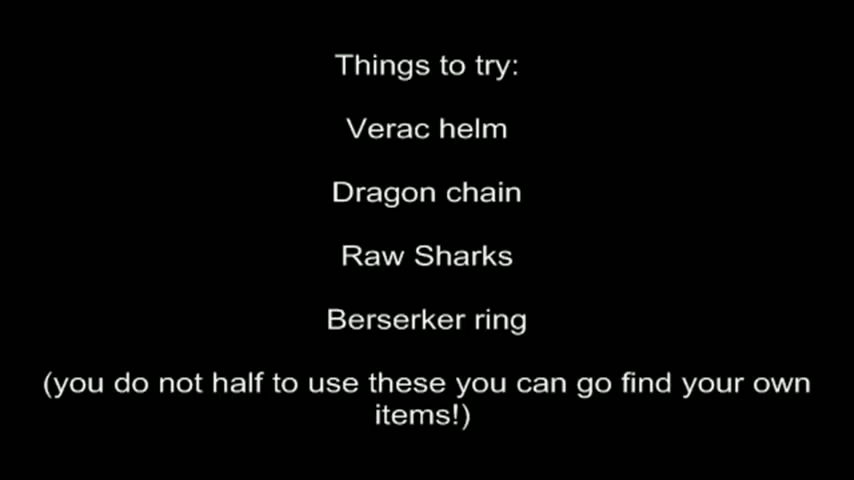 Things to try:
Verac helm
Dragon chain
Raw Sharks
Berserker ring
(you do not half to use these you can go find your own
items!)